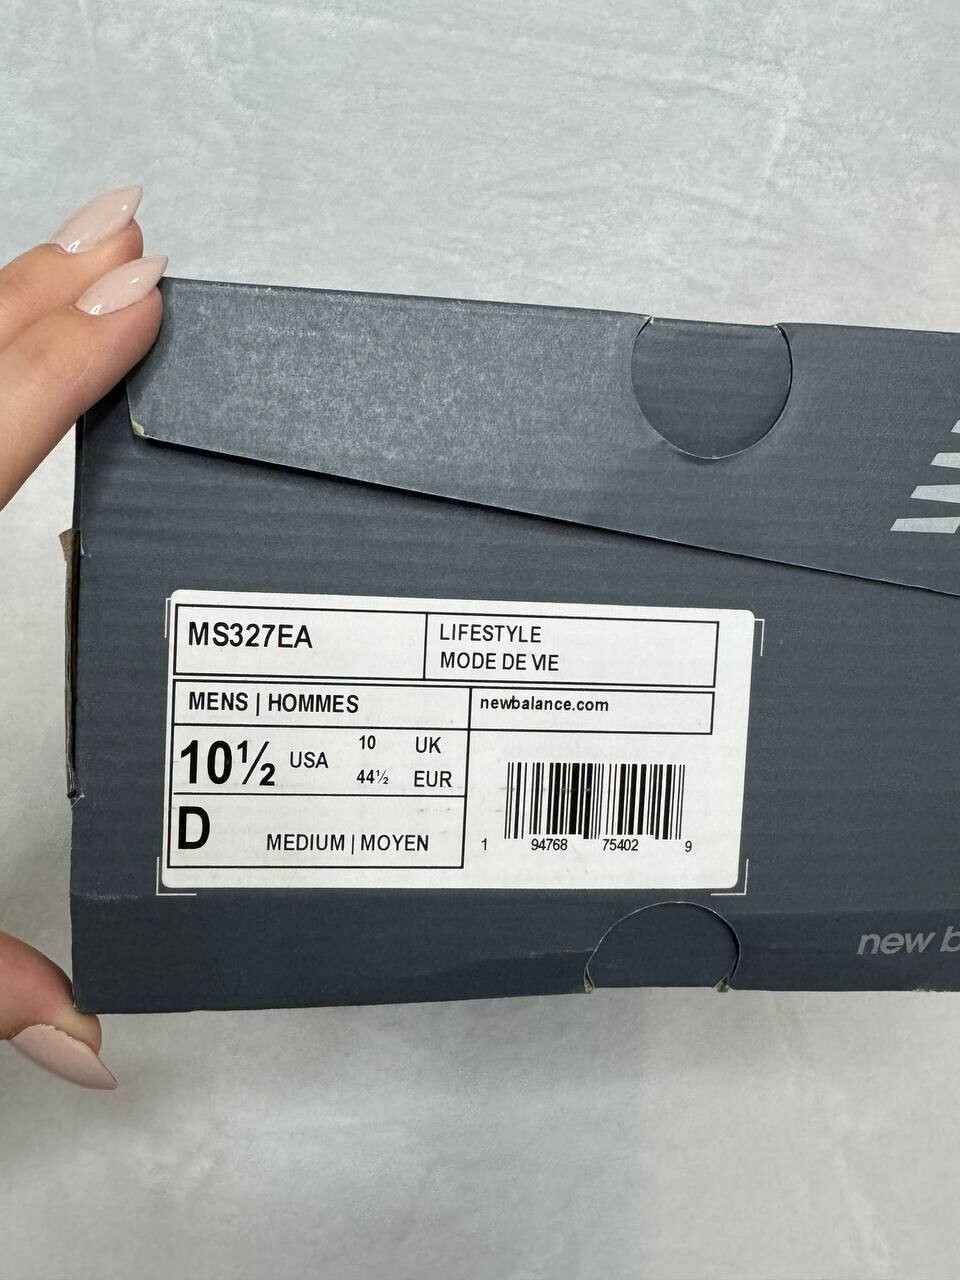 MS327EA
LIFESTYLE
MODE DE VIE
MENS | HOMMES
newbalance.com
10½ USA
10 UK
44½ EUR
D
MEDIUM | MOYEN
1 94768 75402 9
new b